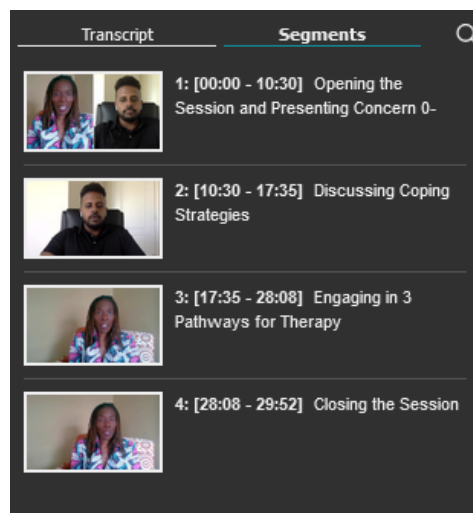 Transcript
Segments
1: [00:00 - 10:30] Opening the
Session and Presenting Concern 0-
2: [10:30 - 17:35] Discussing Coping
Strategies
3: [17:35 - 28:08] Engaging in 3
Pathways for Therapy
4: [28:08 - 29:52] Closing the Session